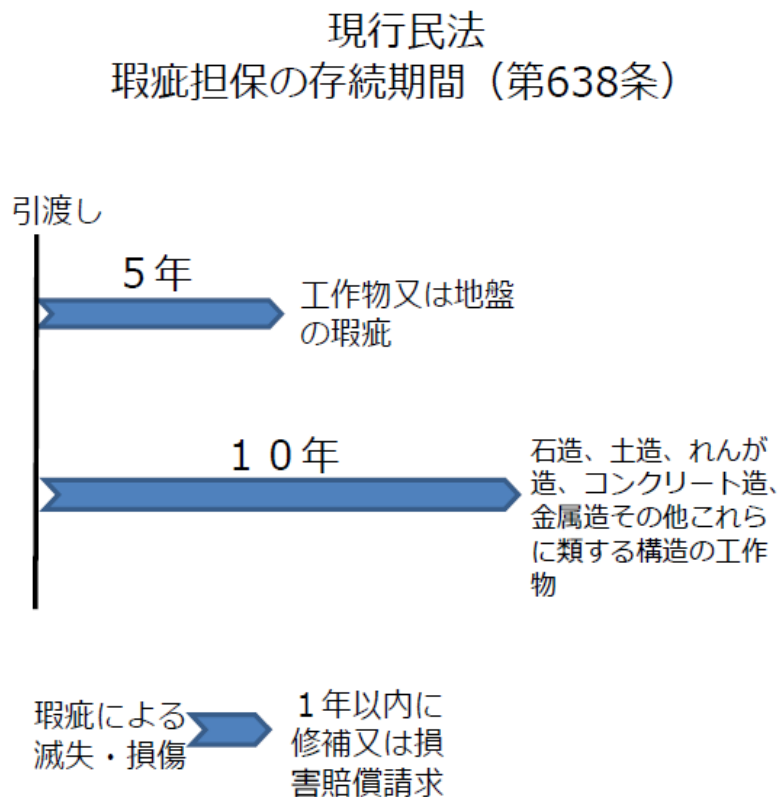 現行民法
瑕疵担保の存続期間（第638条）
引渡し
５年
工作物又は地盤
の瑕疵
１０年
石造、土造、れんが
造、コンクリート造、
金属造その他これら
に類する構造の工作
物
瑕疵による
滅失・損傷
１年以内に
修補又は損
害賠償請求